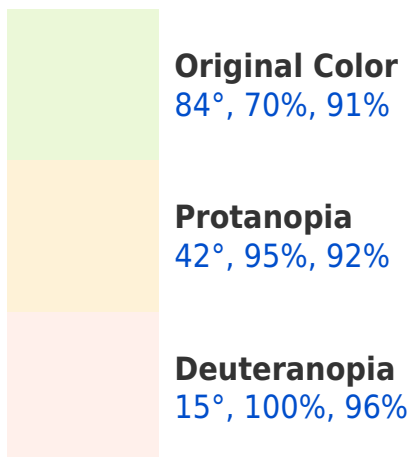 Original Color
84°, 70%, 91%
Protanopia
42°, 95%, 92%
Deuteranopia
15°, 100%, 96%